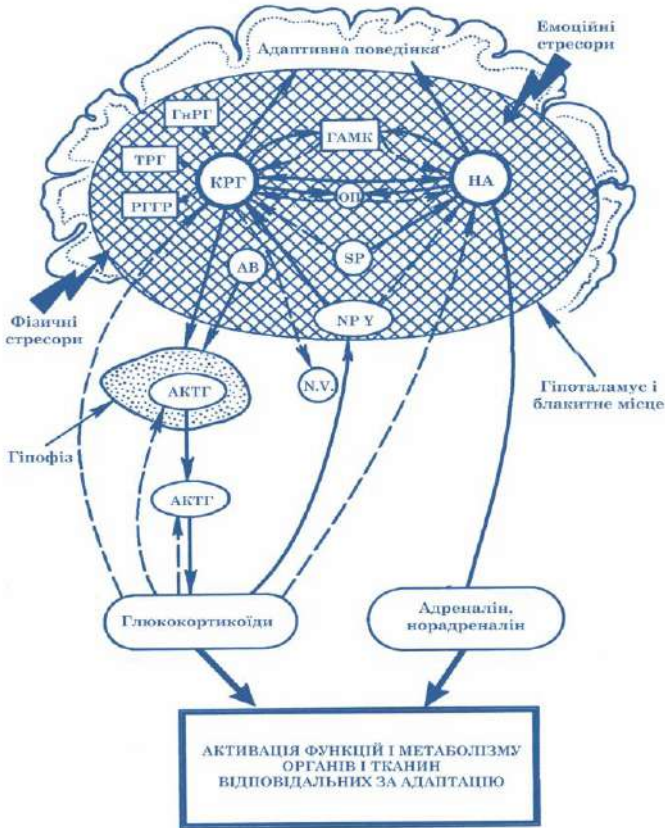 Емоційні
стресори
Адаптивна поведінка
ГнРГ
ГАМК
ТРГ
КРГ
НА
РГГР
ОП
АВ
SP
NP Y
Фізичні
стресори
N.V.
Гіпоталамус і
блакитне місце
АКТГ
Гіпофіз
АКТГ
Глюкокортикоїди
Адреналін,
норадреналін
АКТИВАЦІЯ ФУНКЦІЙ І МЕТАБОЛІЗМУ
ОРГАНІВ І ТКАНИН
ВІДПОВІДАЛЬНИХ ЗА АДАПТАЦІЮ